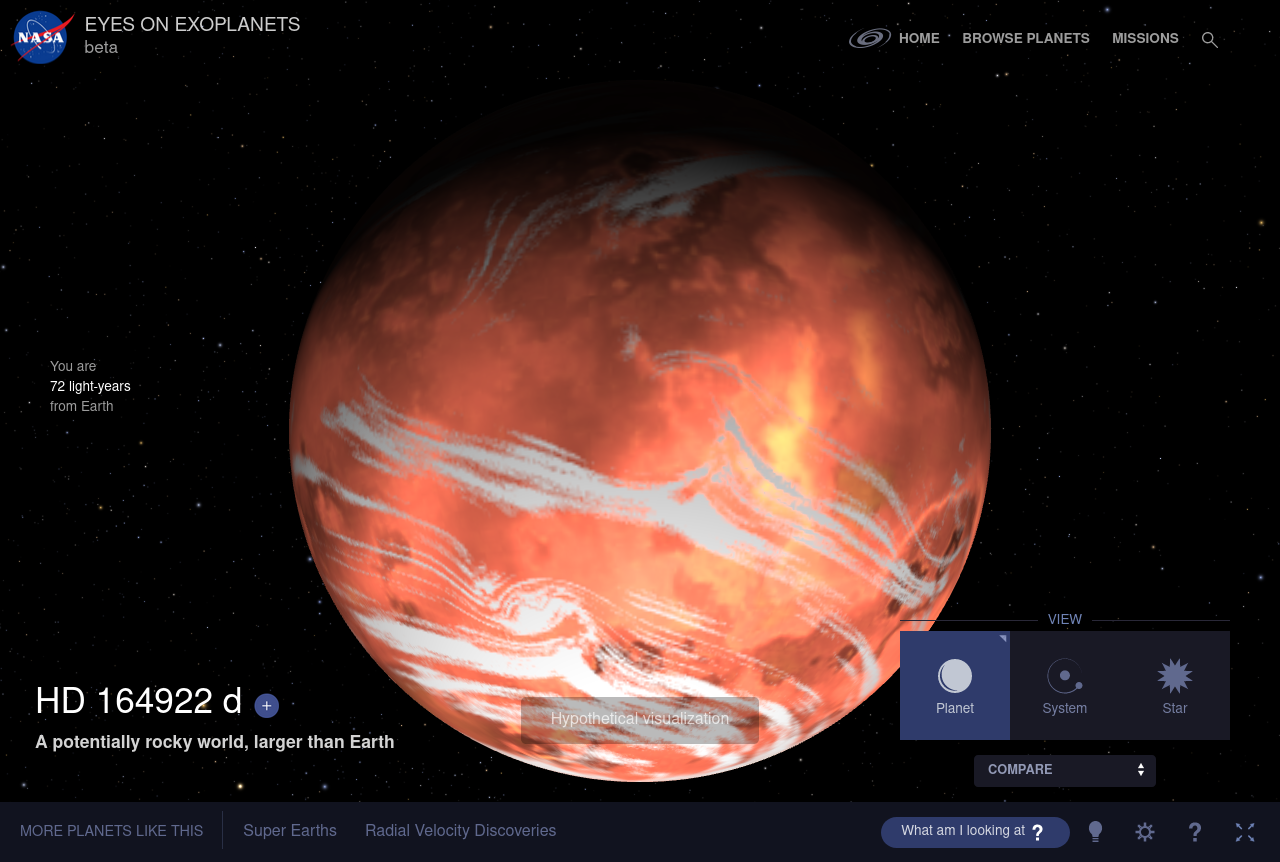 NASA
EYES ON EXOPLANETS
beta
HOME
BROWSE PLANETS
MISSIONS
You are
72 light-years
from Earth
VIEW
Planet
System
Star
HD 164922 d +
A potentially rocky world, larger than Earth
Hypothetical visualization
COMPARE
MORE PLANETS LIKE THIS
Super Earths
Radial Velocity Discoveries
What am I looking at ?
?